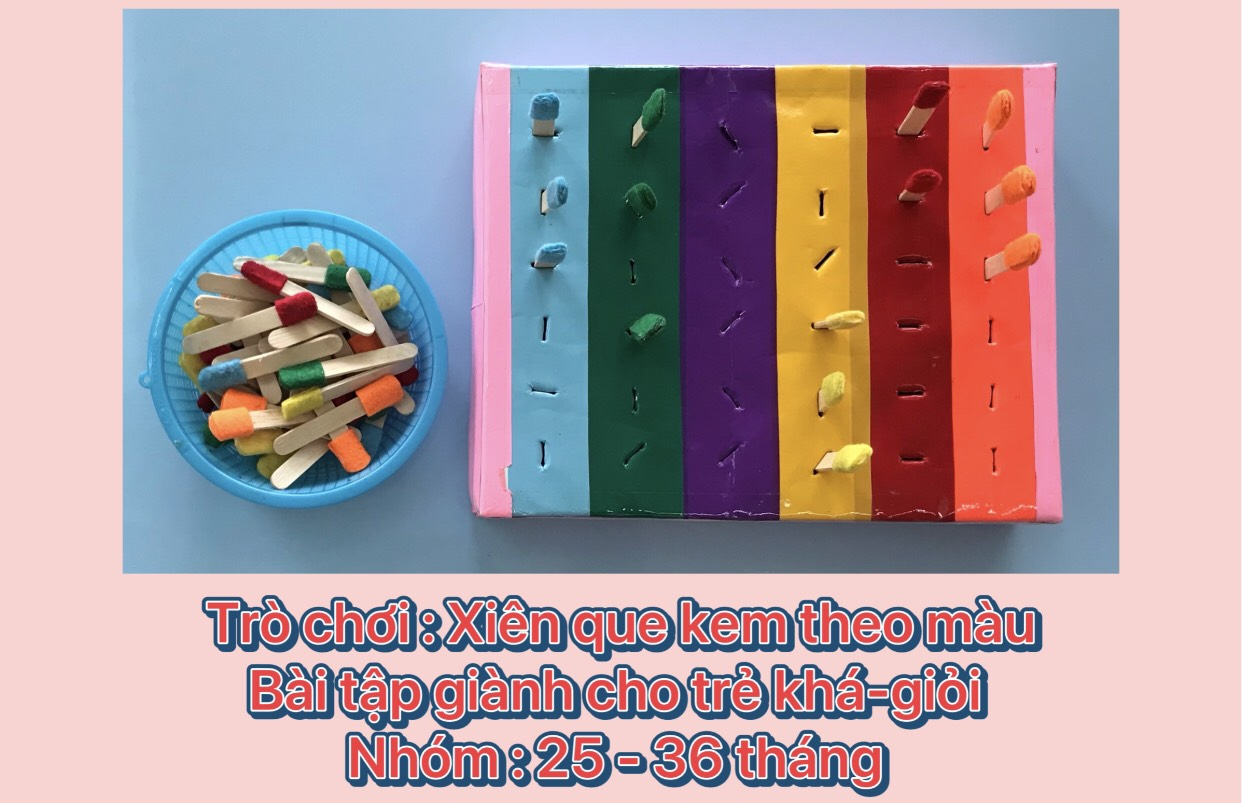 Trò chơi : Xiên que kem theo màu
Bài tập giành cho trẻ khá-giỏi
Nhóm : 25 - 36 tháng